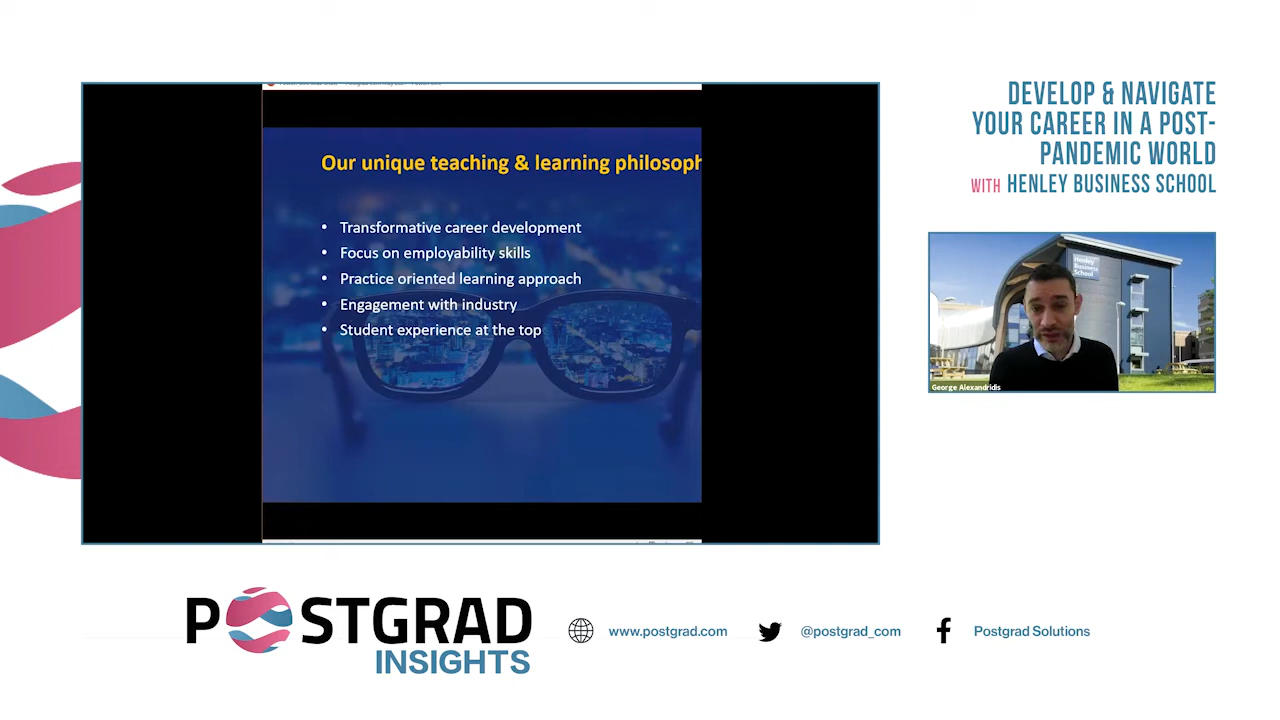 DEVELOP & NAVIGATE
YOUR CAREER IN A POST-
PANDEMIC WORLD
WITH HENLEY BUSINESS SCHOOL
Our unique teaching & learning philosoph
• Transformative career development
• Focus on employability skills
• Practice oriented learning approach
• Engagement with industry
• Student experience at the top
Henley
Business
School
George Alexandridis
POSTGRAD
INSIGHTS
www.postgrad.com
@postgrad_com
Postgrad Solutions